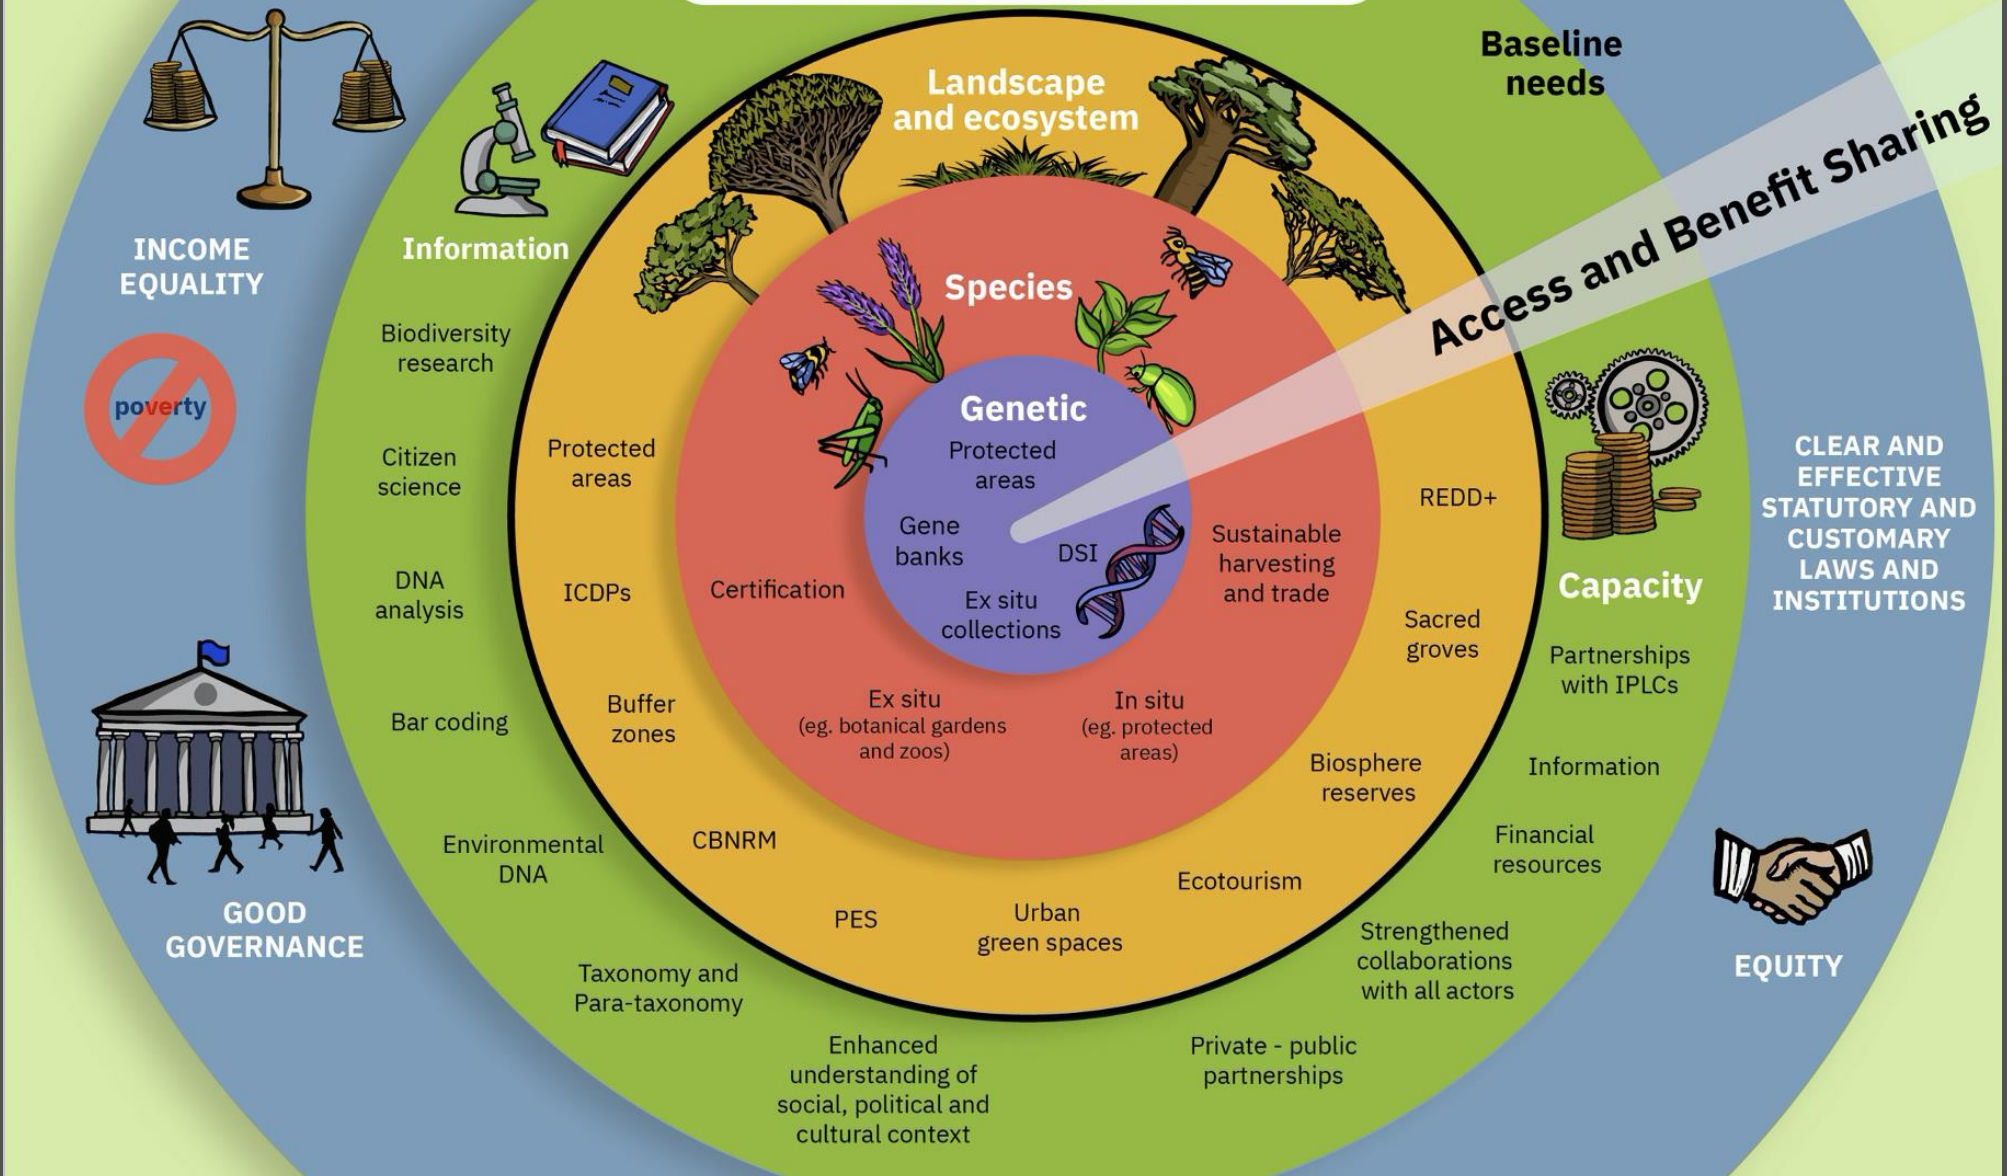 Baseline
needs
Access and Benefit Sharing
Landscape
and ecosystem
Species
Genetic
Protected
areas
Gene
banks
DSI
Ex situ
collections
Certification
Sustainable
harvesting
and trade
Ex situ
(eg. botanical gardens
and zoos)
In situ
(eg. protected
areas)
Protected
areas
ICDPs
Buffer
zones
CBNRM
PES
Urban
green spaces
Ecotourism
Biosphere
reserves
Sacred
groves
REDD+
Information
Biodiversity
research
Citizen
science
DNA
analysis
Bar coding
Environmental
DNA
Taxonomy and
Para-taxonomy
Enhanced
understanding of
social, political and
cultural context
Capacity
Partnerships
with IPLCs
Information
Financial
resources
Strengthened
collaborations
with all actors
Private - public
partnerships
INCOME
EQUALITY
poverty
GOOD
GOVERNANCE
CLEAR AND
EFFECTIVE
STATUTORY AND
CUSTOMARY
LAWS AND
INSTITUTIONS
EQUITY